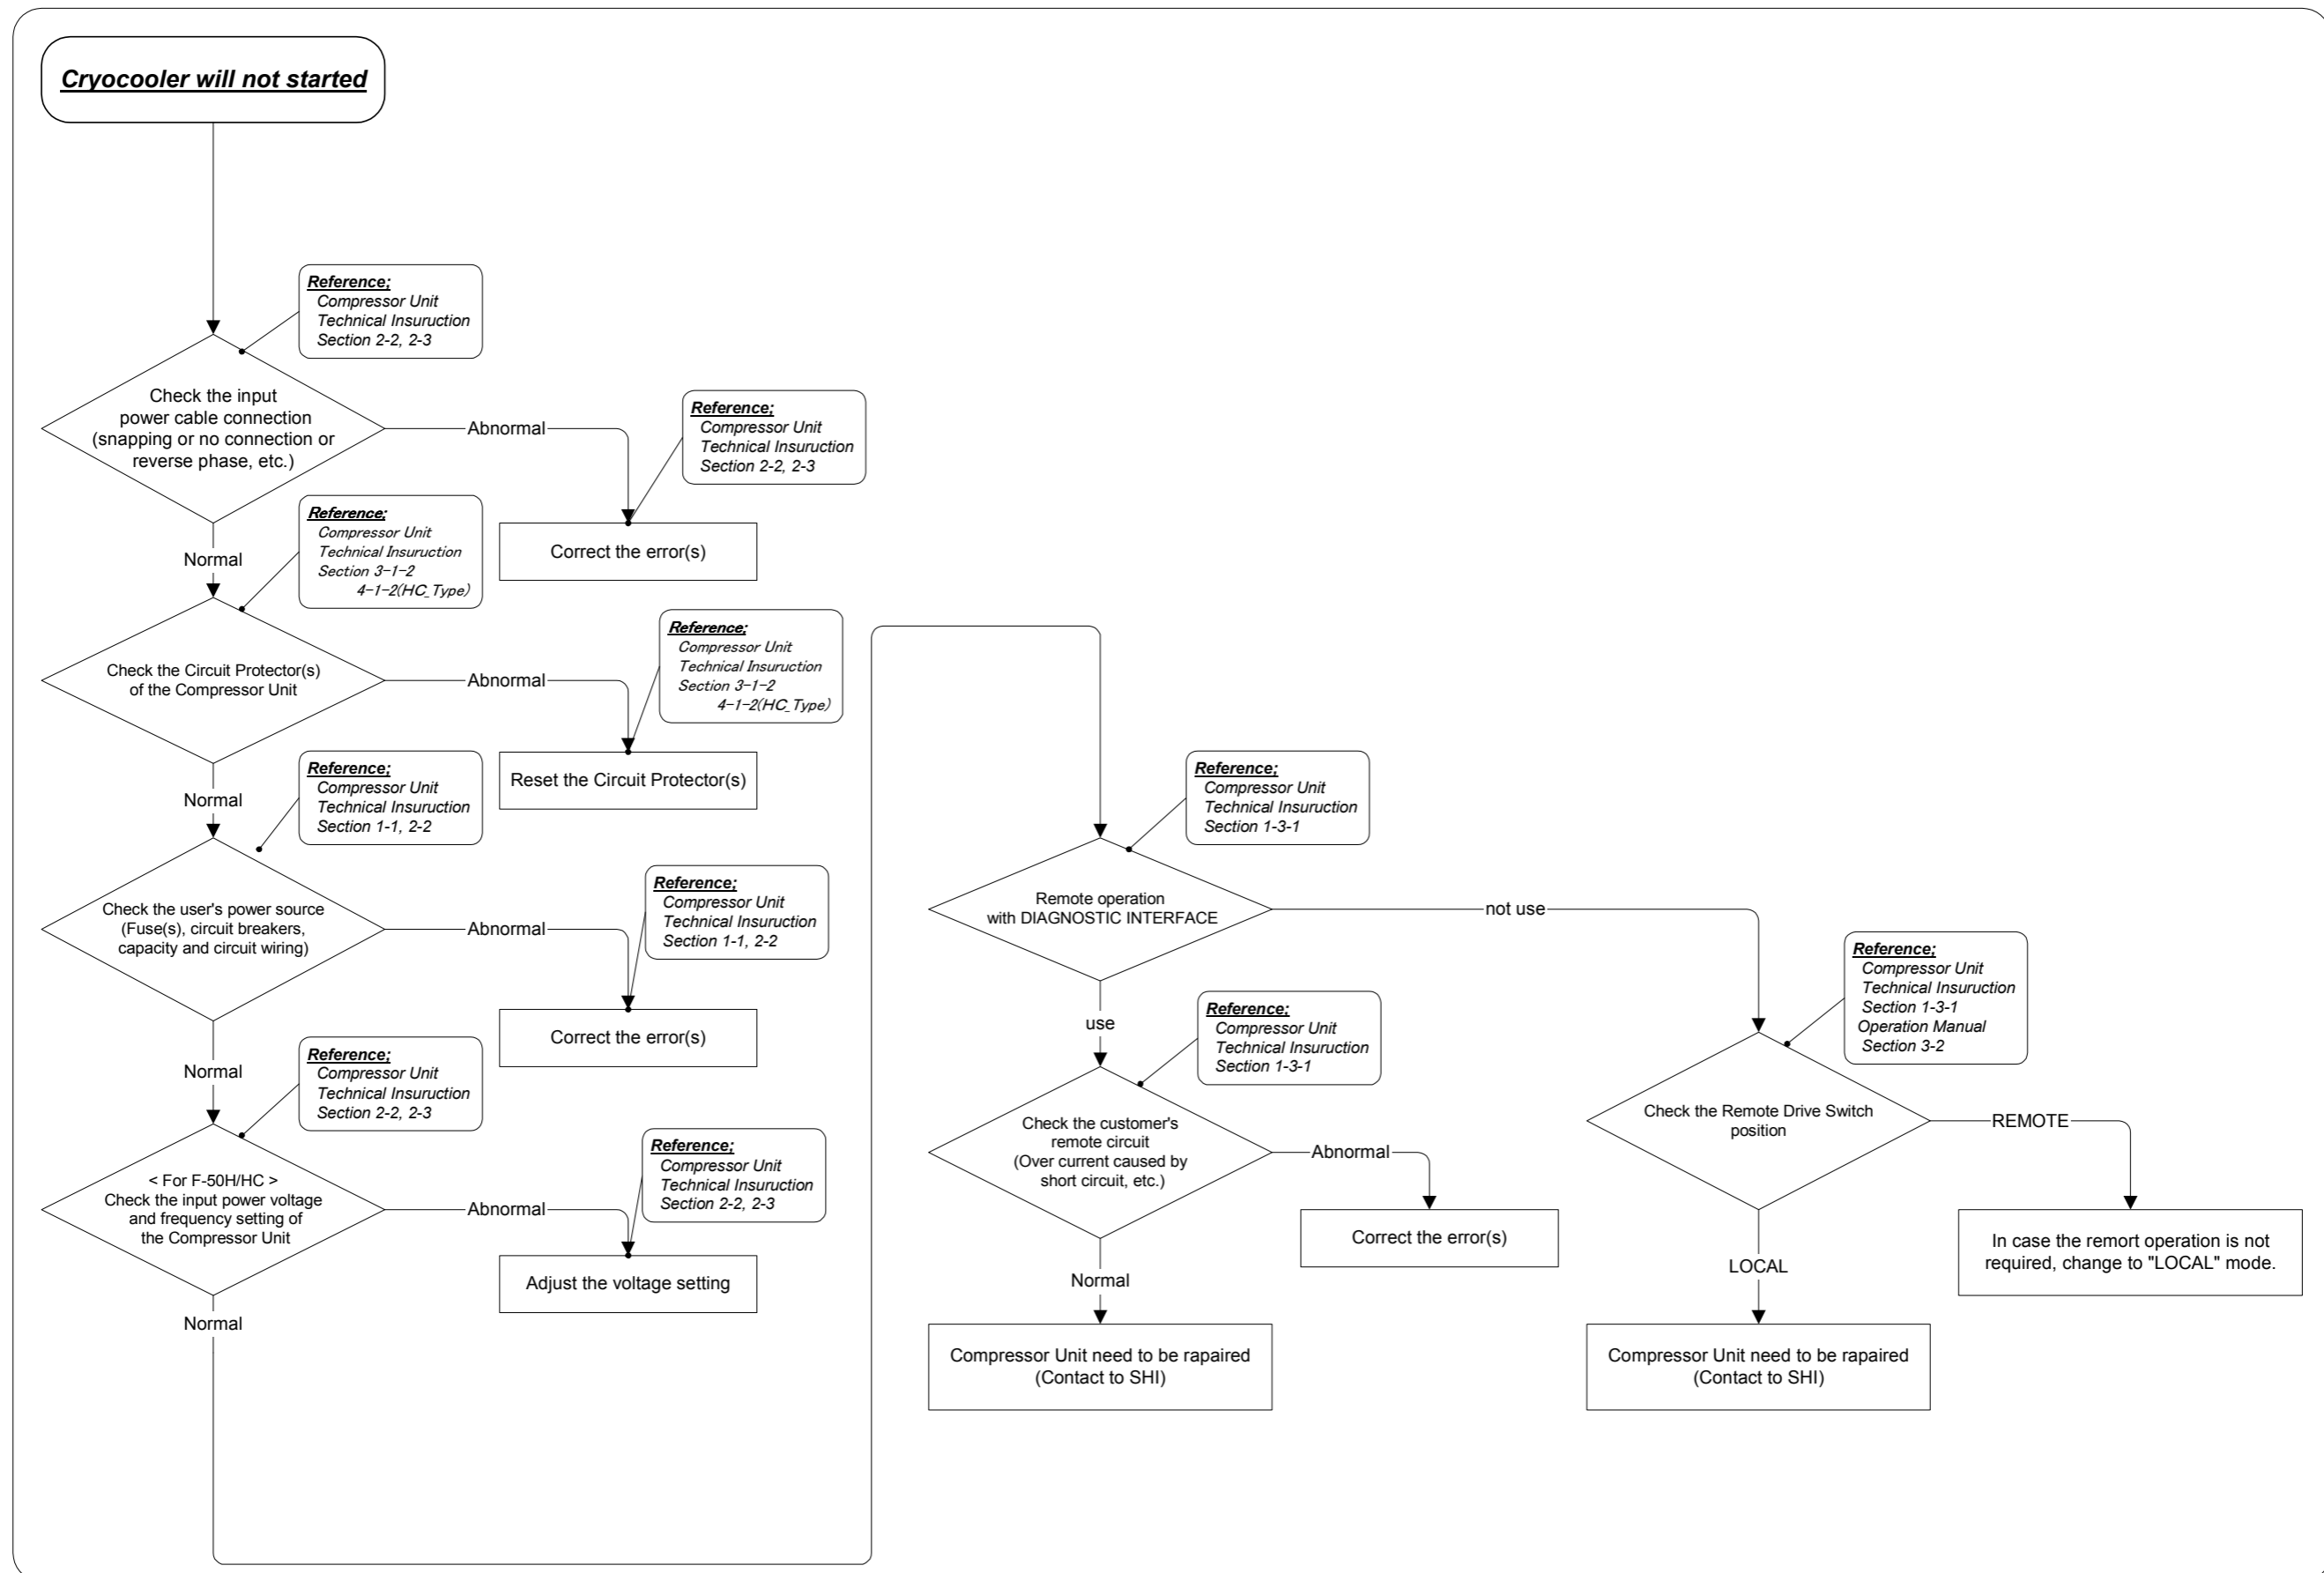 Cryocooler will not started
Reference;
Compressor Unit
Technical Insuruction
Section 2-2, 2-3
Check the input
power cable connection
(snapping or no connection or
reverse phase, etc.)
Abnormal
Reference;
Compressor Unit
Technical Insuruction
Section 2-2, 2-3
Correct the error(s)
Normal
Reference;
Compressor Unit
Technical Insuruction
Section 3-1-2
4-1-2(HC_Type)
Check the Circuit Protector(s)
of the Compressor Unit
Abnormal
Reference;
Compressor Unit
Technical Insuruction
Section 3-1-2
4-1-2(HC_Type)
Reset the Circuit Protector(s)
Normal
Reference;
Compressor Unit
Technical Insuruction
Section 1-1, 2-2
Check the user's power source
(Fuse(s), circuit breakers,
capacity and circuit wiring)
Abnormal
Reference;
Compressor Unit
Technical Insuruction
Section 1-1, 2-2
Correct the error(s)
Normal
Reference;
Compressor Unit
Technical Insuruction
Section 2-2, 2-3
< For F-50H/HC >
Check the input power voltage
and frequency setting of
the Compressor Unit
Abnormal
Reference;
Compressor Unit
Technical Insuruction
Section 2-2, 2-3
Adjust the voltage setting
Normal
Reference;
Compressor Unit
Technical Insuruction
Section 1-3-1
Remote operation
with DIAGNOSTIC INTERFACE
not use
use
Reference;
Compressor Unit
Technical Insuruction
Section 1-3-1
Check the customer's
remote circuit
(Over current caused by
short circuit, etc.)
Abnormal
Correct the error(s)
Normal
Compressor Unit need to be rapaired
(Contact to SHI)
Reference;
Compressor Unit
Technical Insuruction
Section 1-3-1
Operation Manual
Section 3-2
Check the Remote Drive Switch
position
REMOTE
In case the remort operation is not
required, change to "LOCAL" mode.
LOCAL
Compressor Unit need to be rapaired
(Contact to SHI)